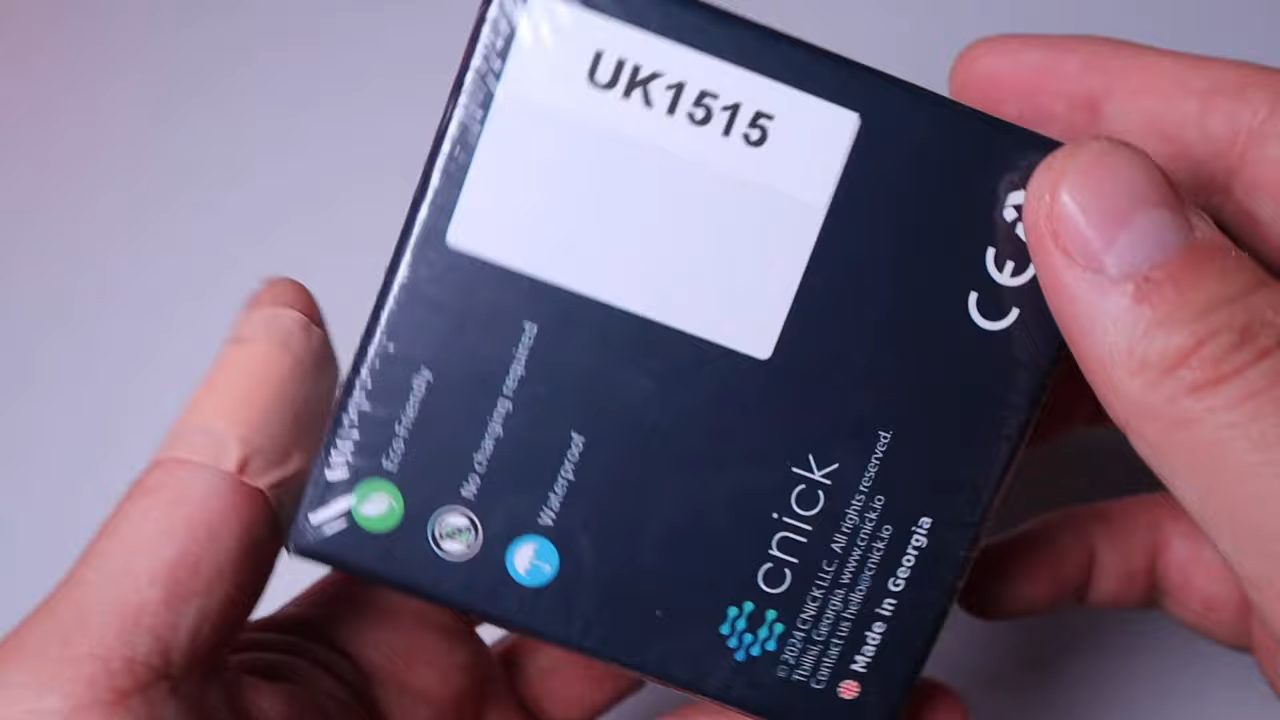 UK1515
Eco Friendly
No charging required
Waterproof
CE
cnick
© 2024 CNICK LLC. All rights reserved.
Tbilisi, Georgia, www.cnick.io
Contact us hello@cnick.io
Made in Georgia